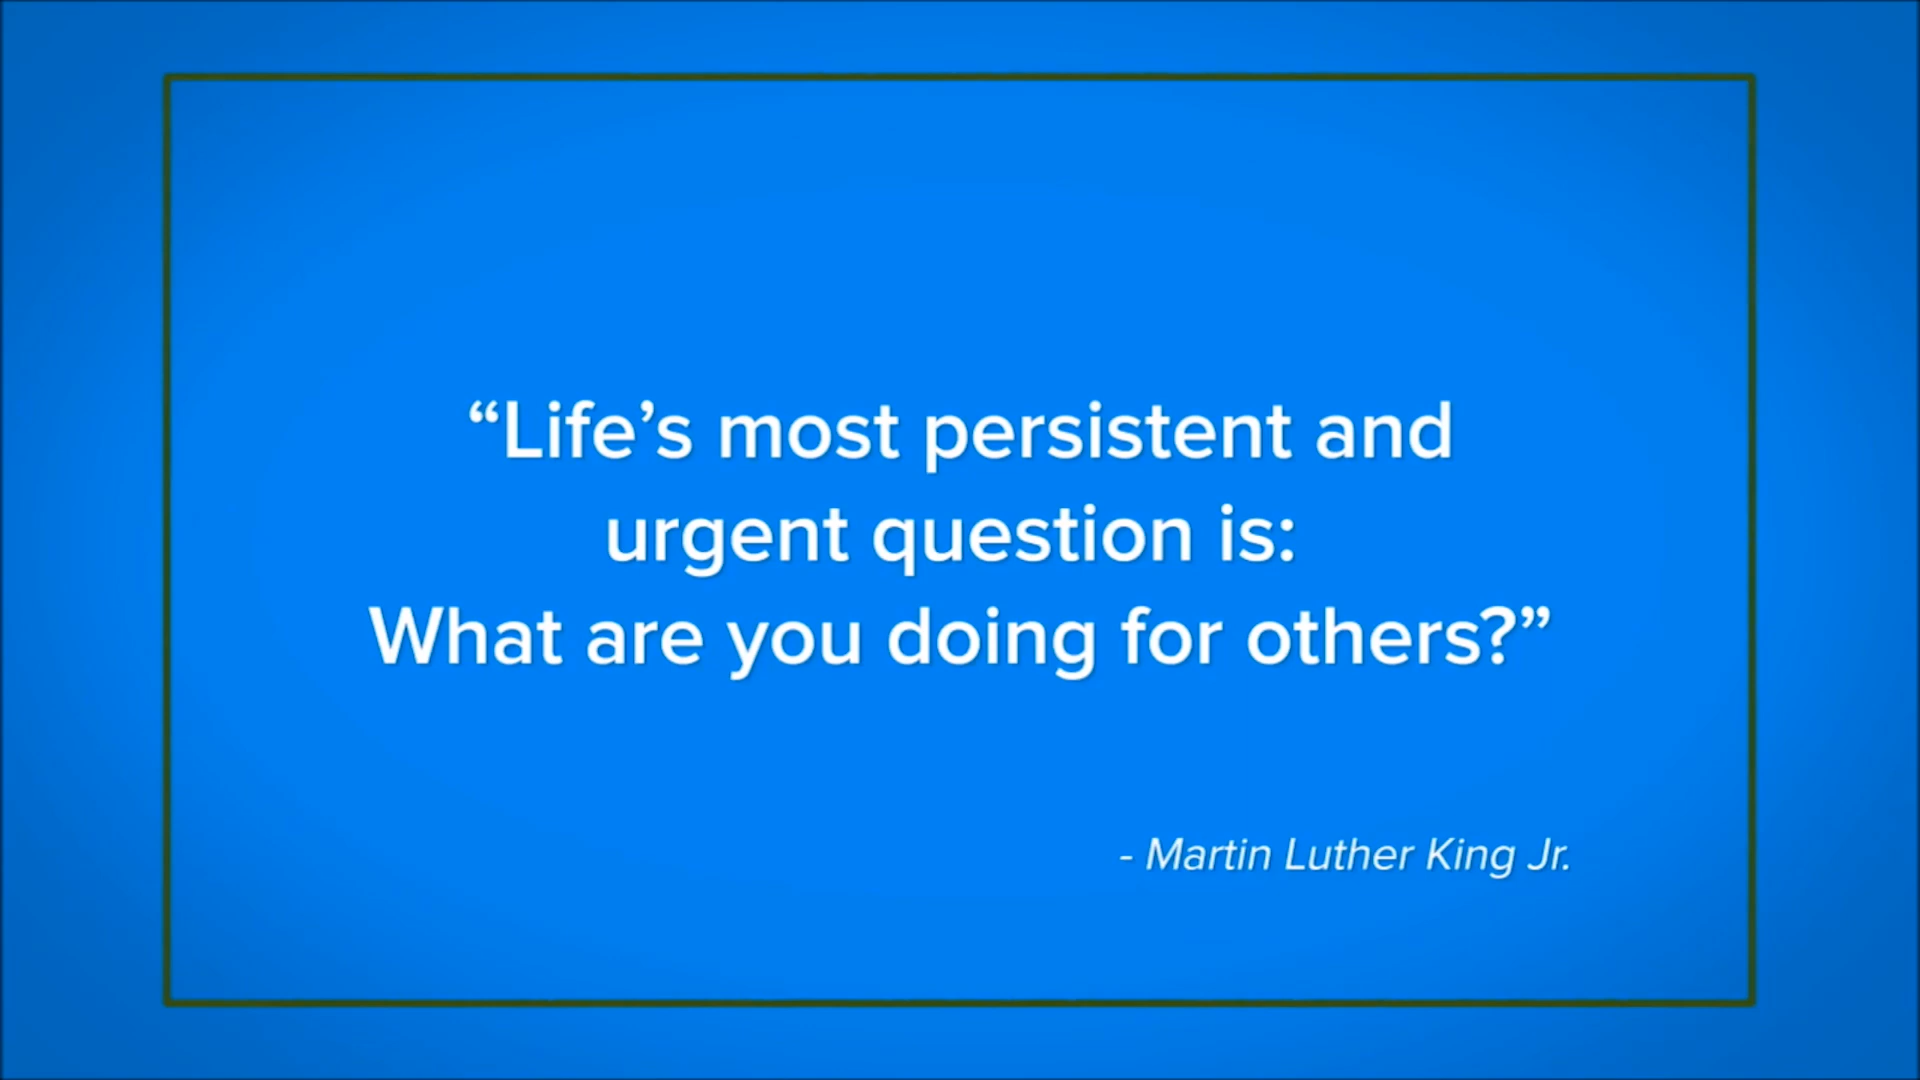 “Life’s most persistent and
urgent question is:
What are you doing for others?”
- Martin Luther King Jr.